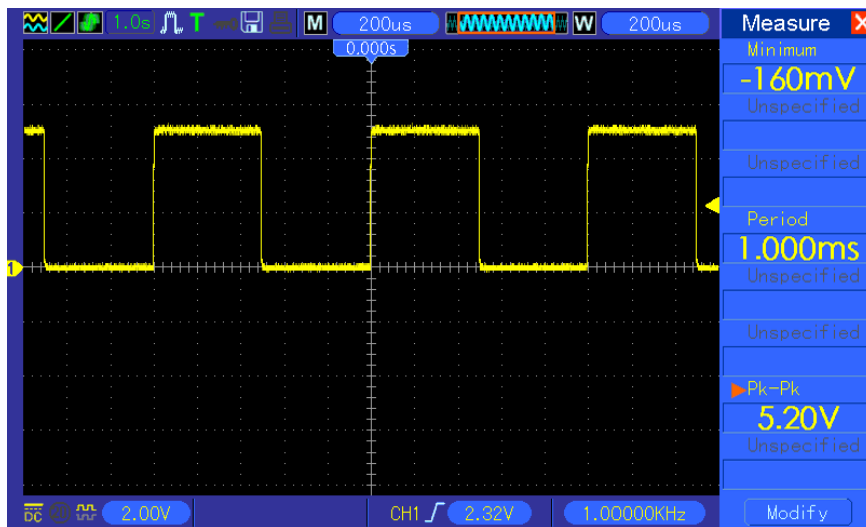 1.0s T M 200us W 200us Measure
0.000s
Minimum
-160mV
Unspecified
Unspecified
Period
1.000ms
Unspecified
Unspecified
Pk-Pk
5.20V
Unspecified
1
DC 2.00V CH1 2.32V 1.00000KHz Modify